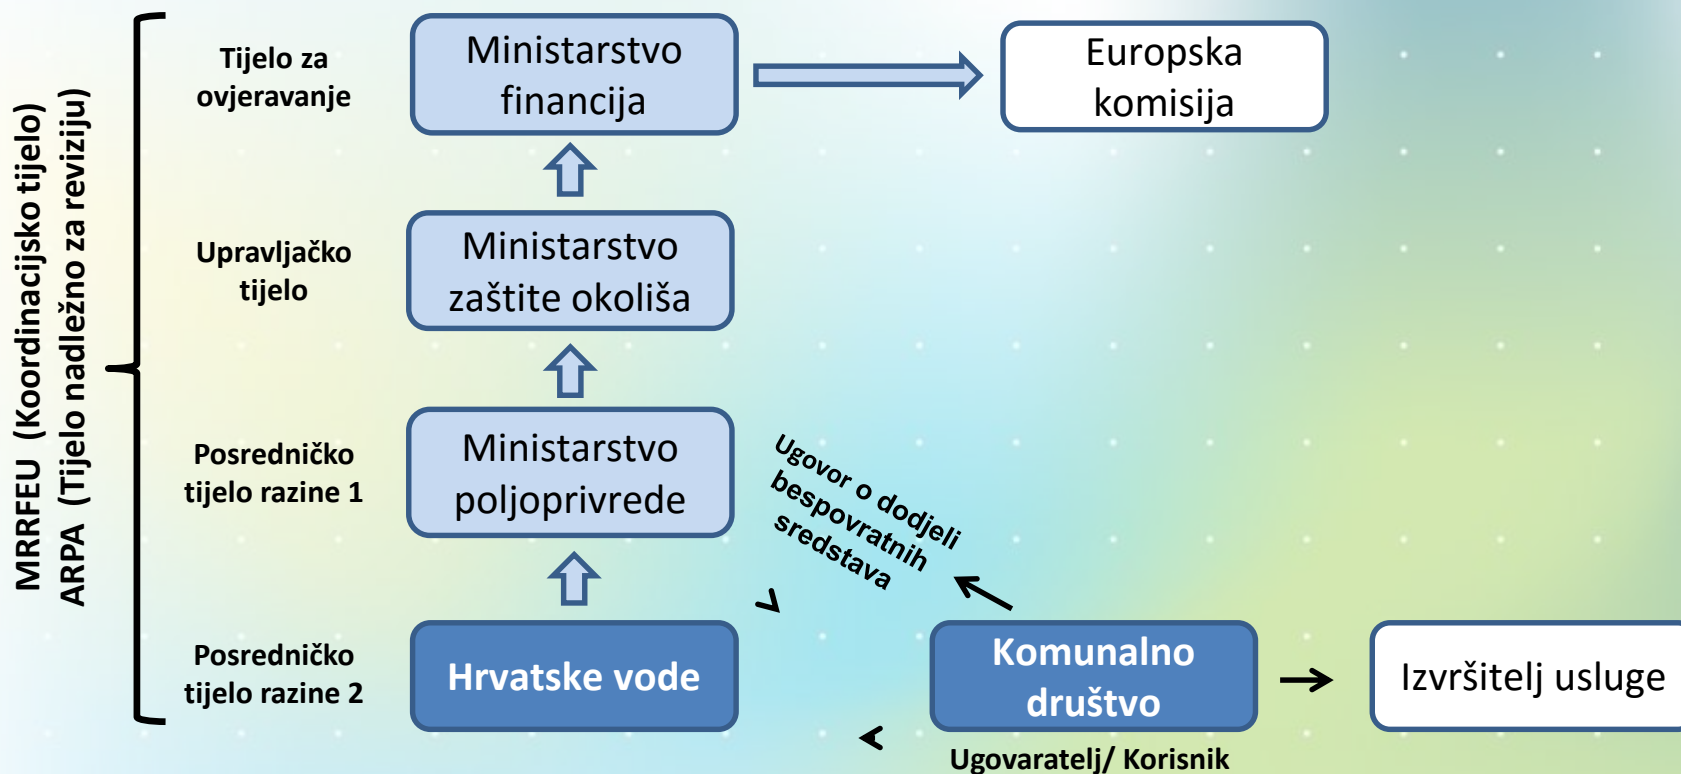 MRRFEU (Koordinacijsko tijelo)
ARPA (Tijelo nadležno za reviziju)
Tijelo za
ovjeravanje
Ministarstvo
financija
Europska
komisija
Upravljačko
tijelo
Ministarstvo
zaštite okoliša
Posredničko
tijelo razine 1
Ministarstvo
poljoprivrede
Ugovor o dodjeli
bespovratnih
sredstava
Posredničko
tijelo razine 2
Hrvatske vode
Komunalno
društvo
Izvršitelj usluge
Ugovaratelj/ Korisnik